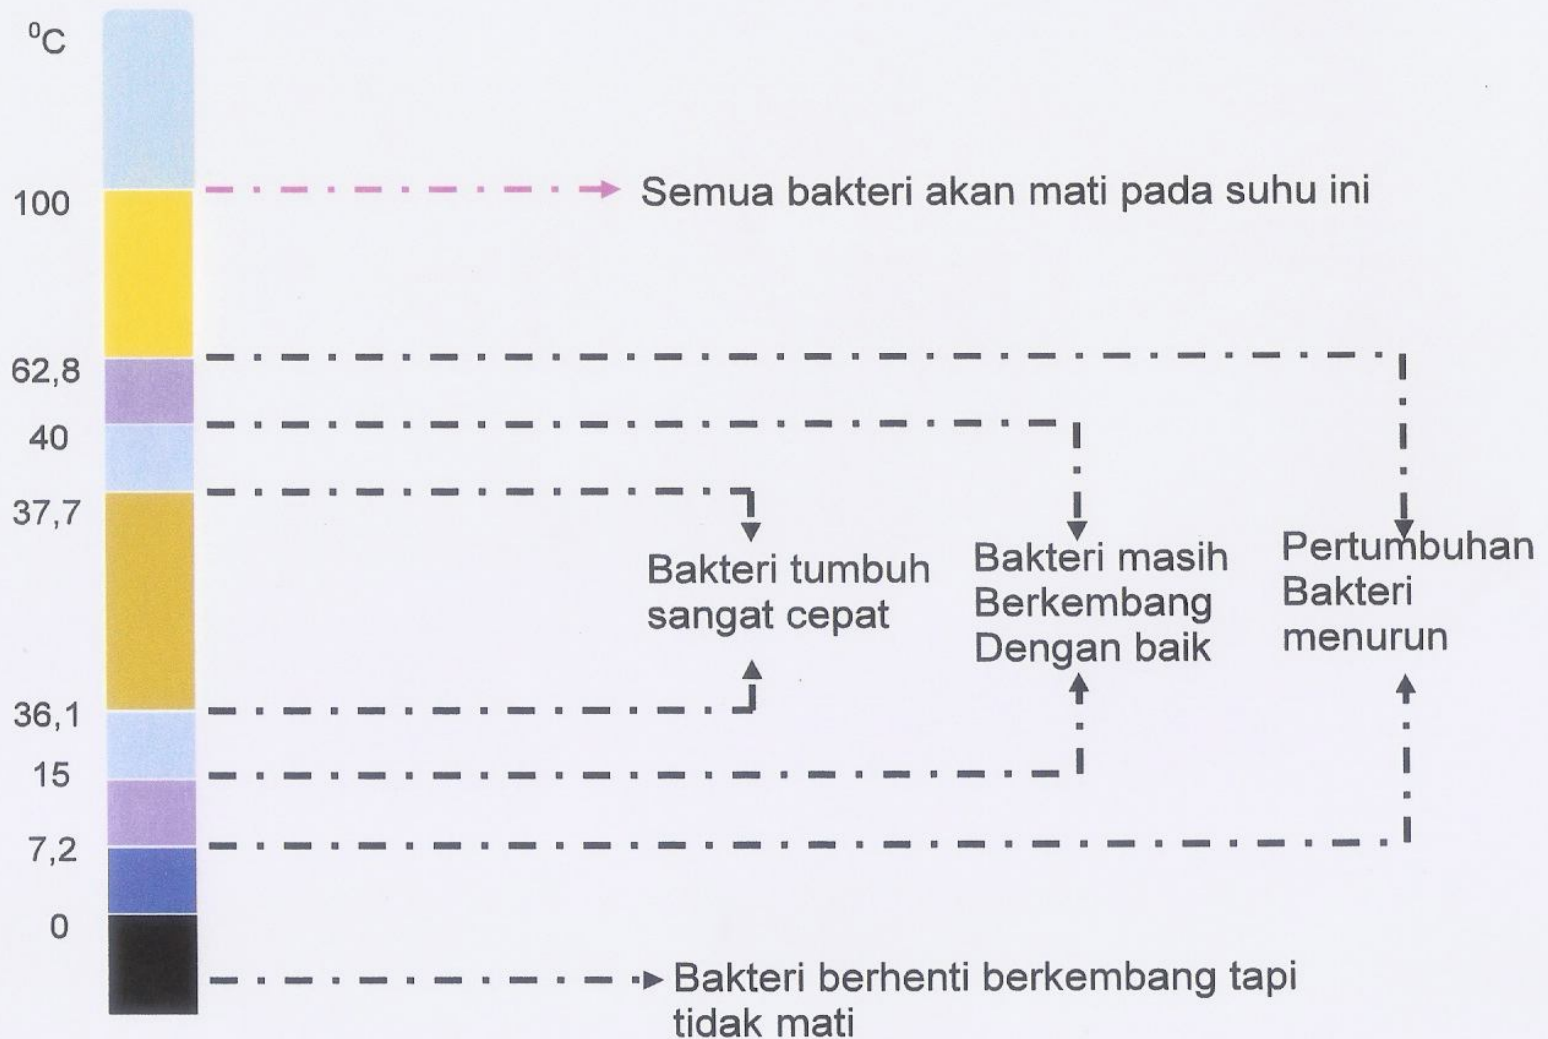 ⁰C
100
Semua bakteri akan mati pada suhu ini
62,8
40
37,7
Bakteri tumbuh
sangat cepat
Bakteri masih
Berkembang
Dengan baik
Pertumbuhan
Bakteri
menurun
36,1
15
7,2
0
Bakteri berhenti berkembang tapi
tidak mati